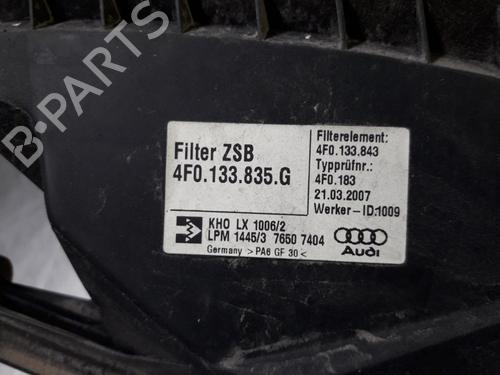 Filter ZSB
4F0.133.835.G
Filterelement:
4F0.133.843
Typprüfnr.:
4F0.183
21.03.2007
Werker-ID:1009
KHO LX 1006/2
LPM 1445/3 7650 7404
Germany >PA6 GF 30<
Audi
B-PARTS